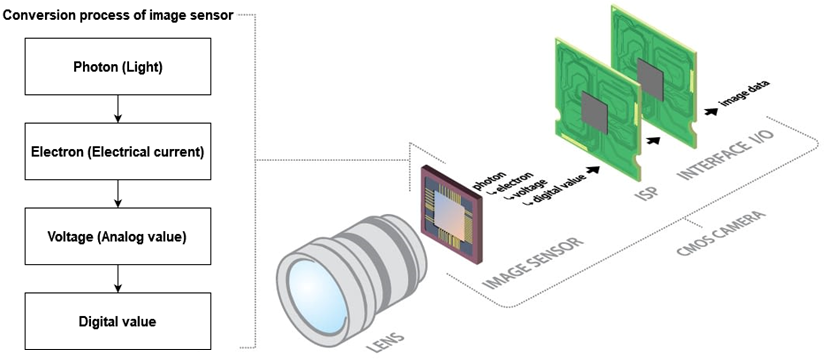 Conversion process of image sensor
Photon (Light)
Electron (Electrical current)
Voltage (Analog value)
Digital value
photon
electron
voltage
digital value
image data
LENS
IMAGE SENSOR
ISP
INTERFACE I/O
CMOS CAMERA